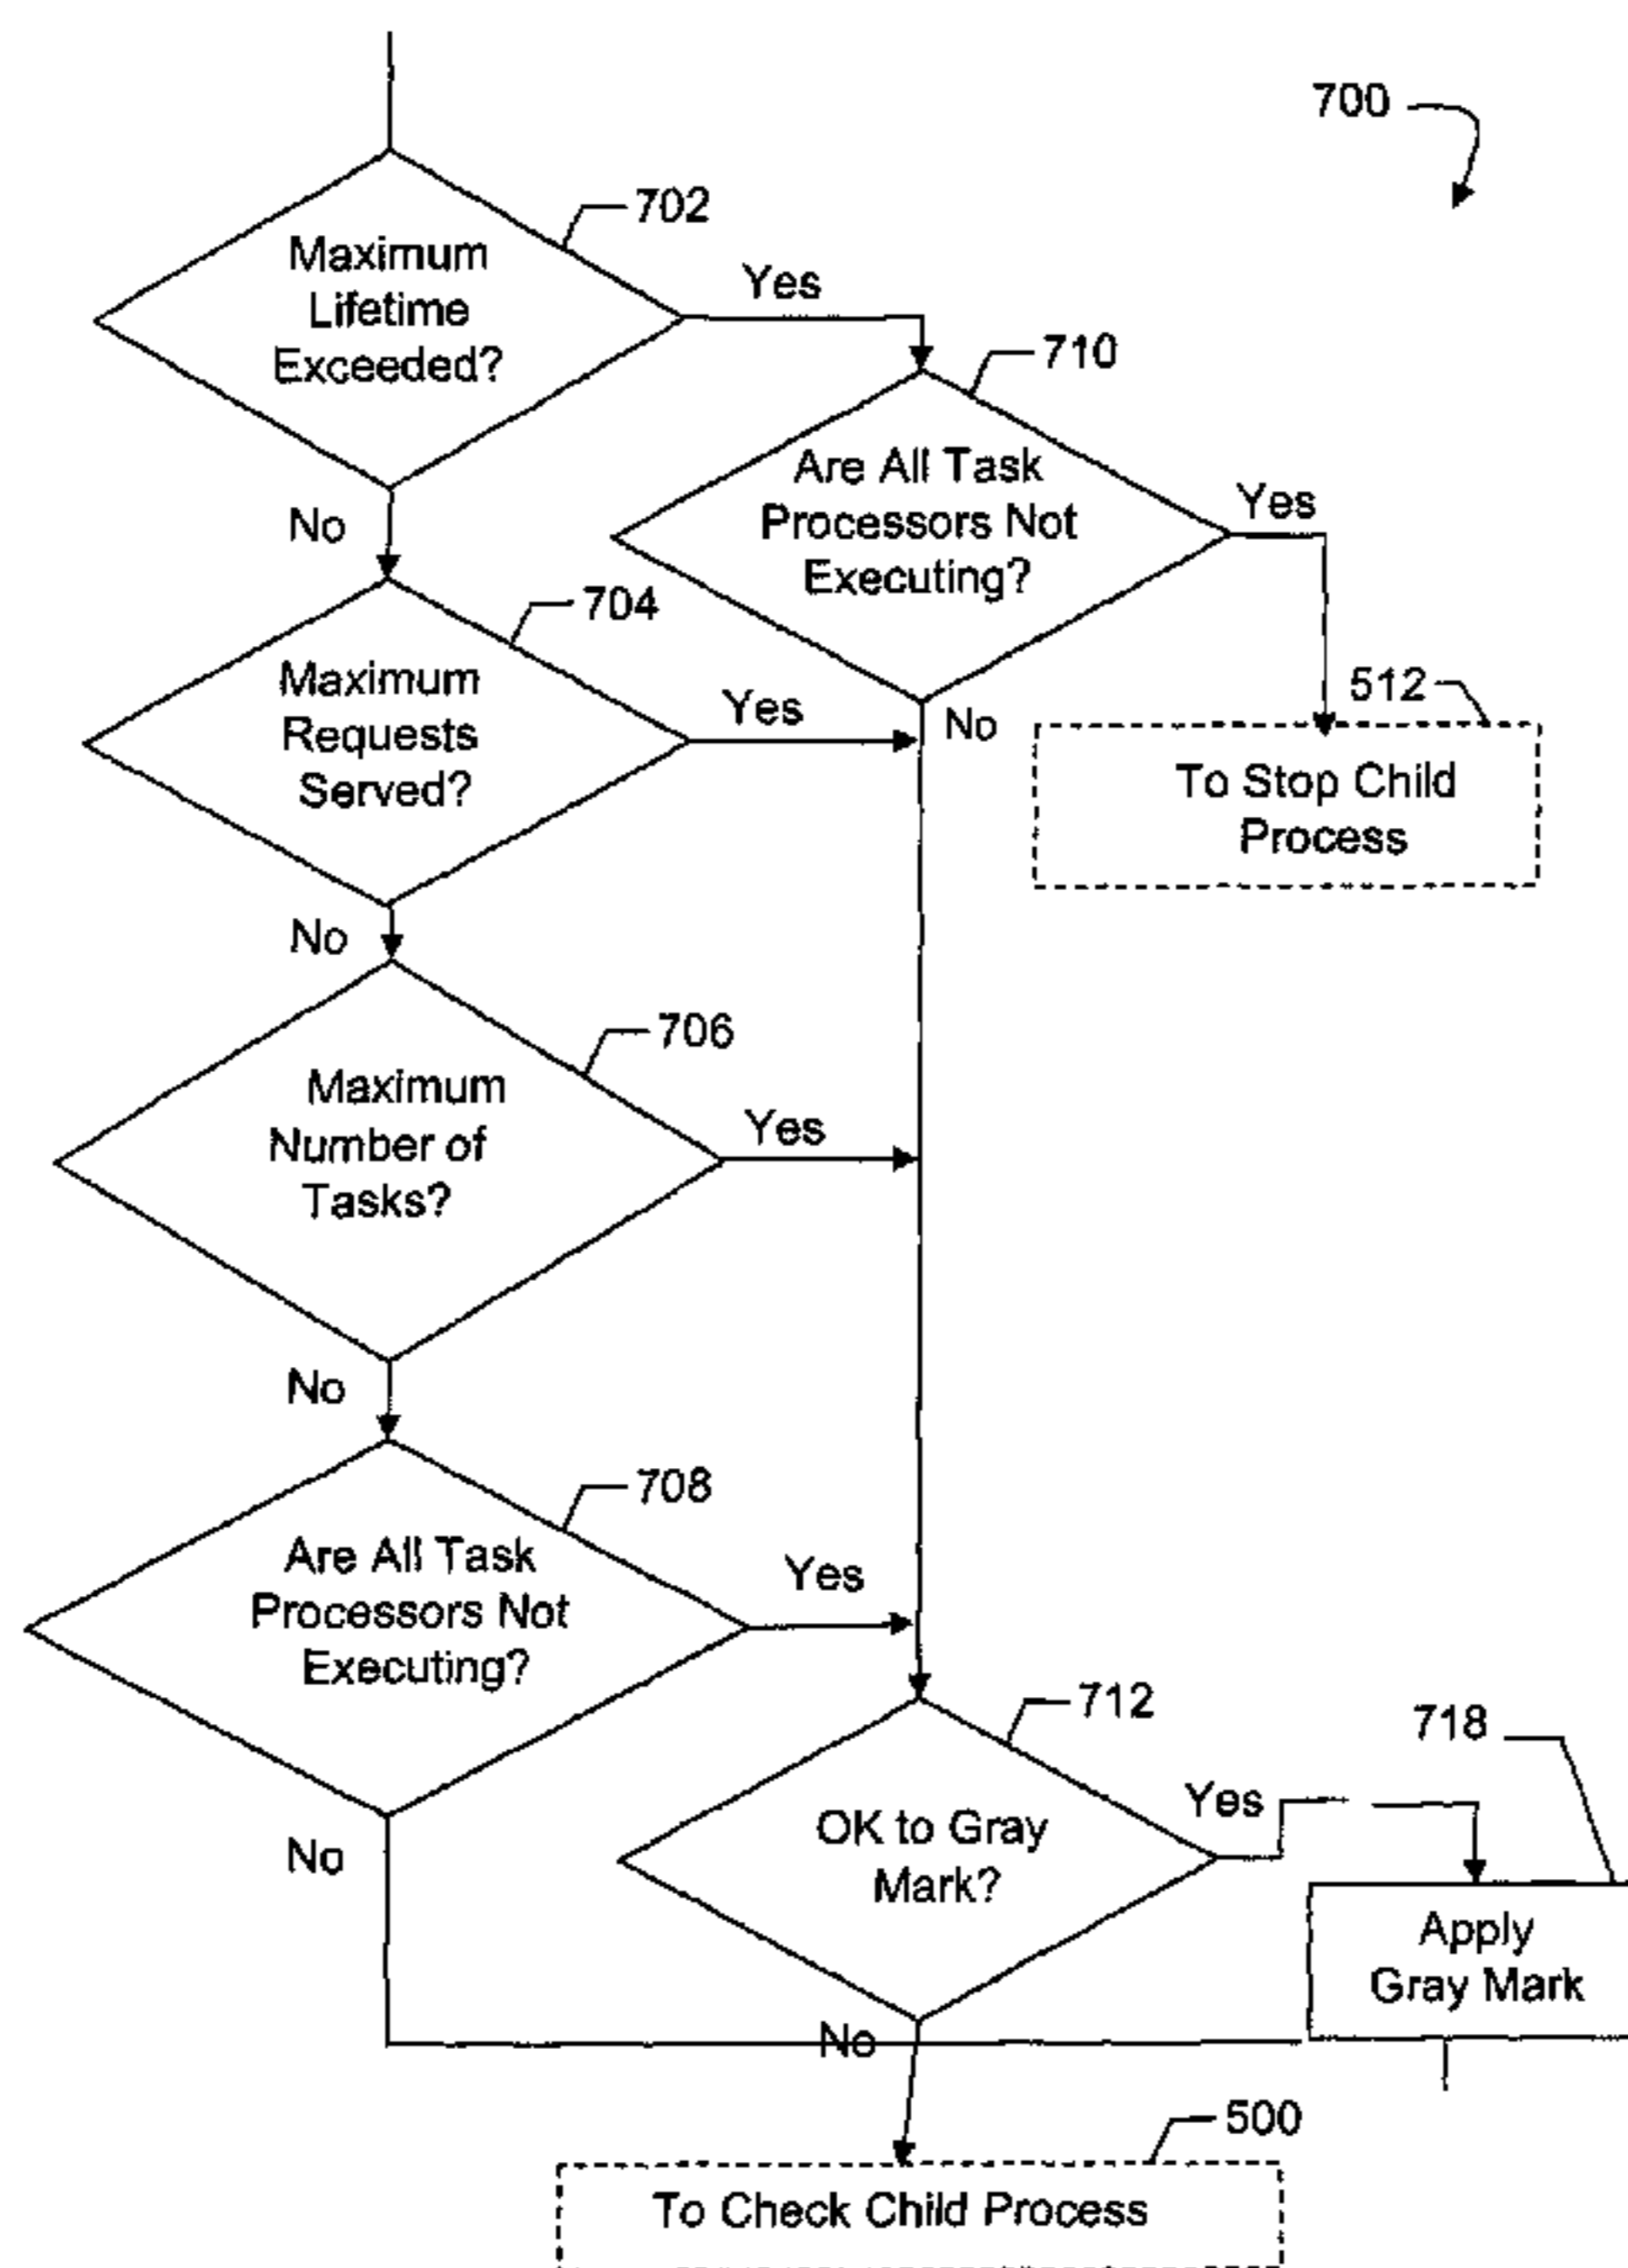 700
702
Maximum
Lifetime
Exceeded?
Yes
710
Are All Task
Processors Not
Executing?
Yes
No
704
Maximum
Requests
Served?
Yes
No
512
To Stop Child
Process
No
706
Maximum
Number of
Tasks?
Yes
No
708
Are All Task
Processors Not
Executing?
Yes
712
718
OK to Gray
Mark?
Yes
Apply
Gray Mark
No
No
500
To Check Child Process